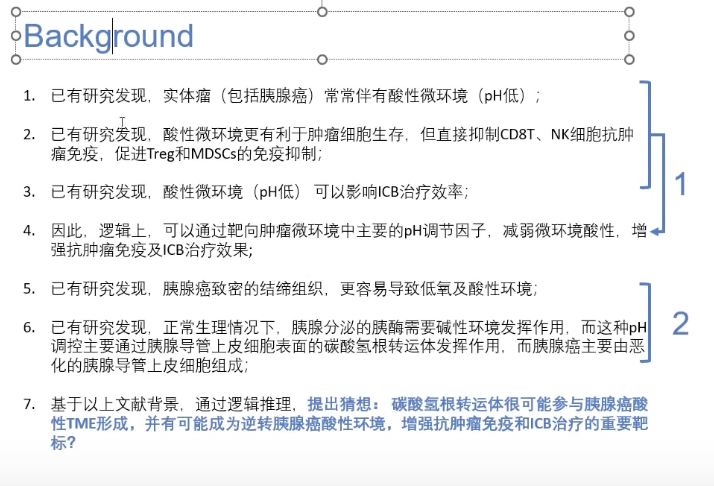 Background
1. 已有研究发现，实体瘤（包括胰腺癌）常常伴有酸性微环境（pH低）；
2. 已有研究发现，酸性微环境更有利于肿瘤细胞生存，但直接抑制CD8T、NK细胞抗肿
瘤免疫，促进Treg和MDSCs的免疫抑制；
3. 已有研究发现，酸性微环境（pH低） 可以影响ICB治疗效率；
4. 因此，逻辑上，可以通过靶向肿瘤微环境中主要的pH调节因子，减弱微环境酸性，增
强抗肿瘤免疫及ICB治疗效果;
1
5. 已有研究发现，胰腺癌致密的结缔组织，更容易导致低氧及酸性环境；
6. 已有研究发现，正常生理情况下，胰腺分泌的胰酶需要碱性环境发挥作用，而这种pH
调控主要通过胰腺导管上皮细胞表面的碳酸氢根转运体发挥作用，而胰腺癌主要由恶
化的胰腺导管上皮细胞组成；
2
7. 基于以上文献背景，通过逻辑推理，提出猜想： 碳酸氢根转运体很可能参与胰腺癌酸
性TME形成，并有可能成为逆转胰腺癌酸性环境，增强抗肿瘤免疫和ICB治疗的重要靶
标？